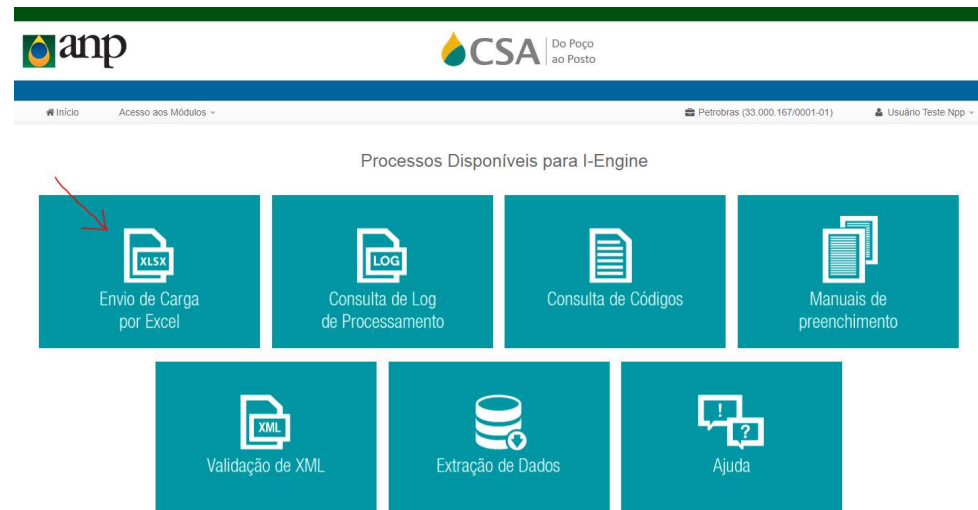 anp
CSA Do Poço
ao Posto
Início Acesso aos Módulos Petrobras (33.000.167/0001-01) Usuário Teste Npp
Processos Disponíveis para I-Engine
XLSX
Envio de Carga
por Excel
LOG
Consulta de Log
de Processamento
Consulta de Códigos
Manuais de
preenchimento
XML
Validação de XML
Extração de Dados
! ?
Ajuda